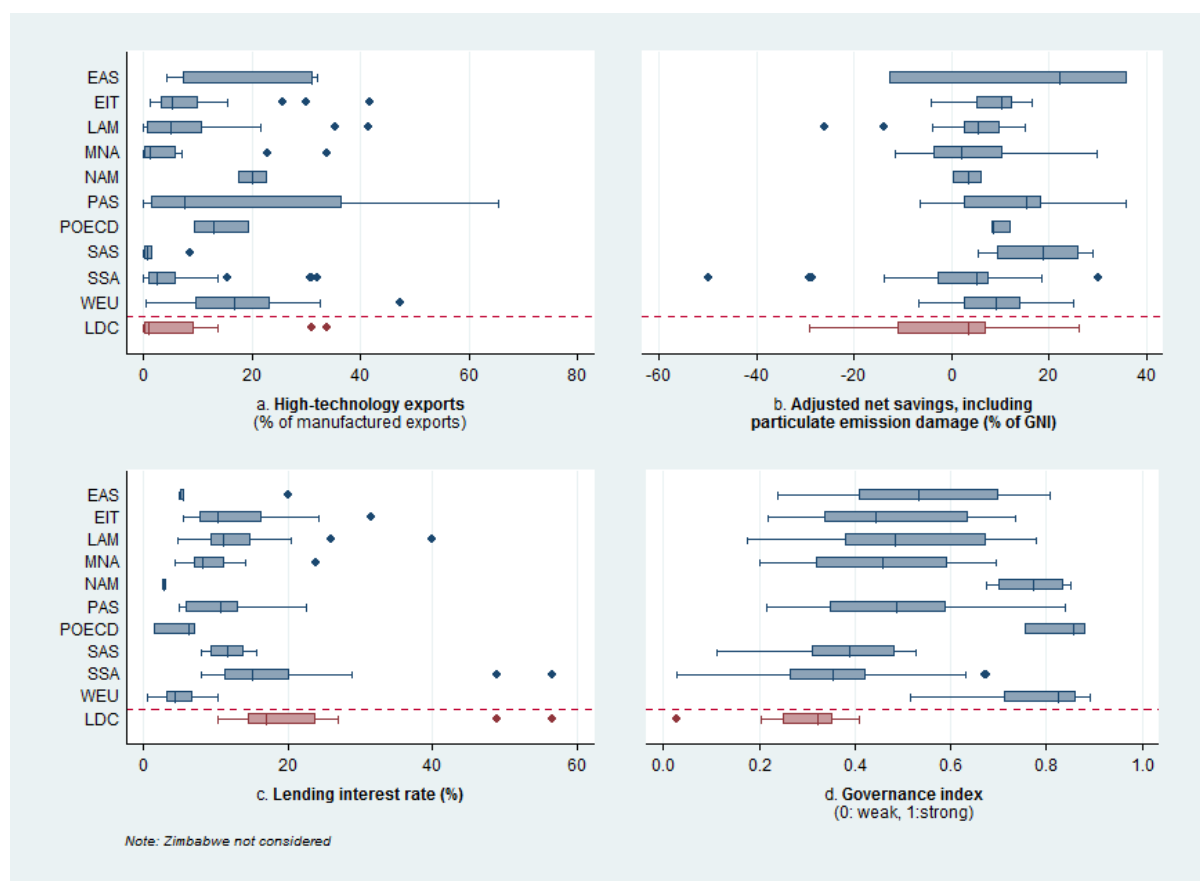 EAS
EIT
LAM
MNA
NAM
PAS
POECD
SAS
SSA
WEU
LDC
0 20 40 60 80
a. High-technology exports
(% of manufactured exports)
-60 -40 -20 0 20 40
b. Adjusted net savings, including
particulate emission damage (% of GNI)
EAS
EIT
LAM
MNA
NAM
PAS
POECD
SAS
SSA
WEU
LDC
0 20 40 60
c. Lending interest rate (%)
0.0 0.2 0.4 0.6 0.8 1.0
d. Governance index
(0: weak, 1:strong)
Note: Zimbabwe not considered